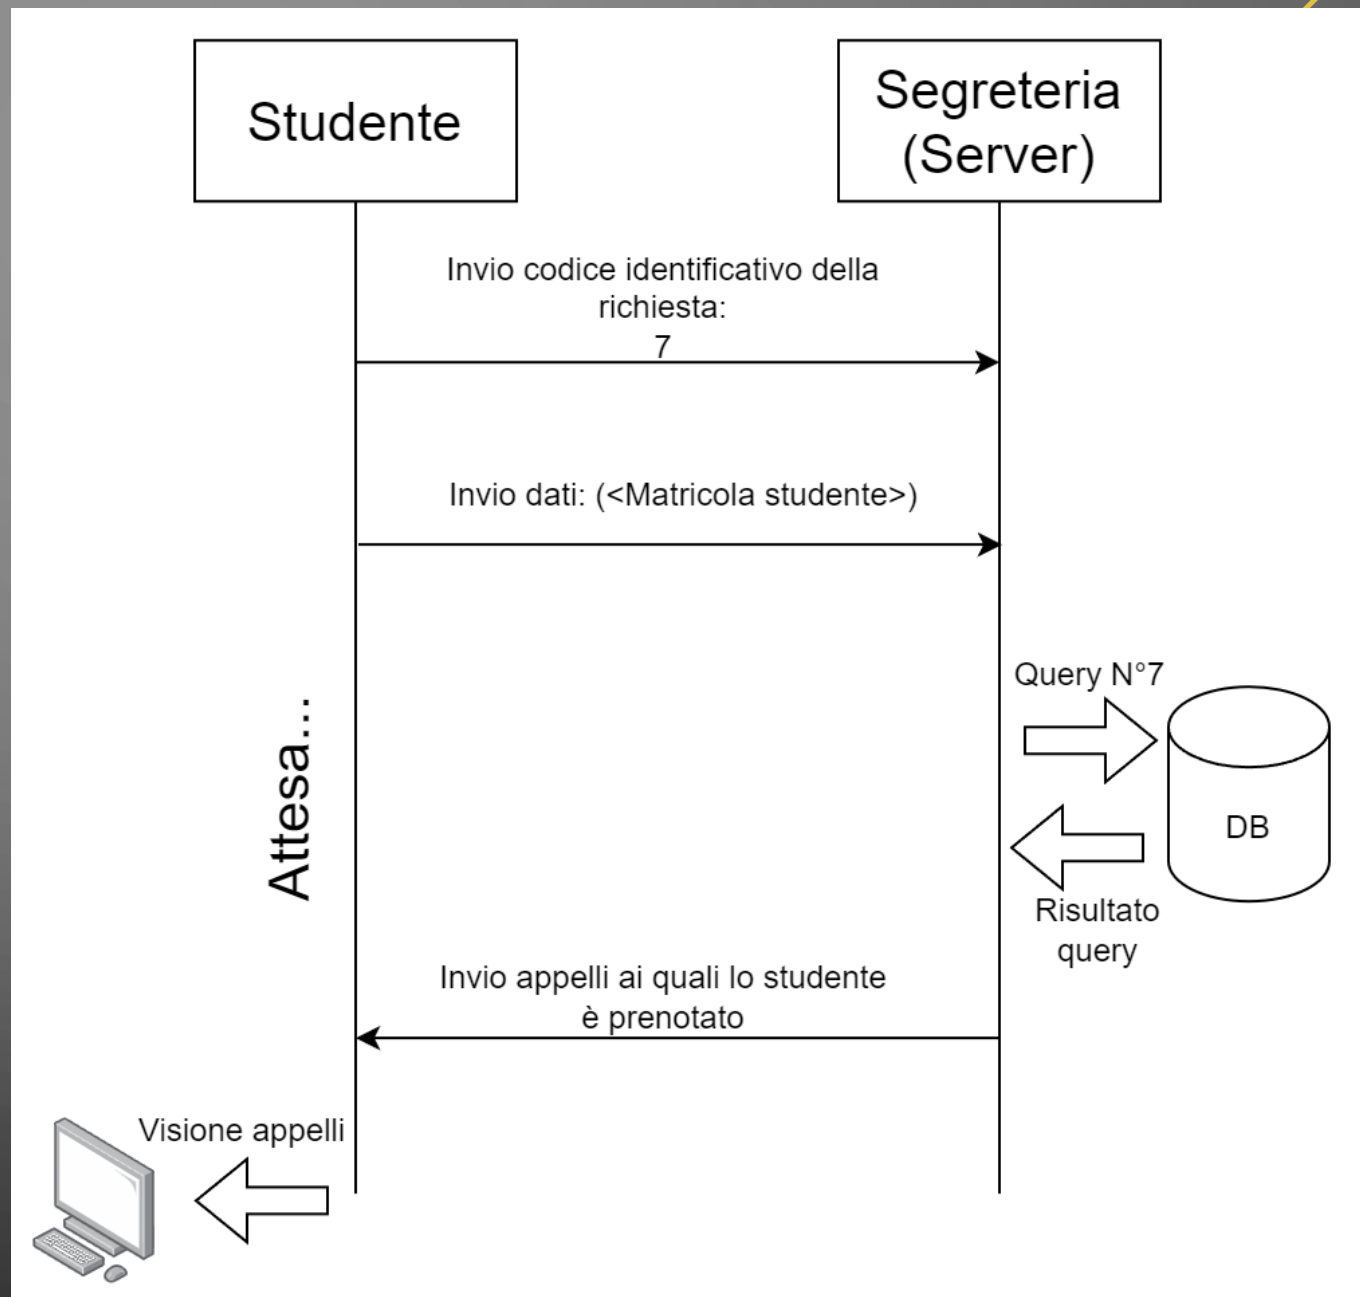 Studente
Segreteria
(Server)
Invio codice identificativo della
richiesta:
7
Invio dati: (<Matricola studente>)
Query N°7
Attesa...
DB
Risultato
query
Invio appelli ai quali lo studente
è prenotato
Visione appelli